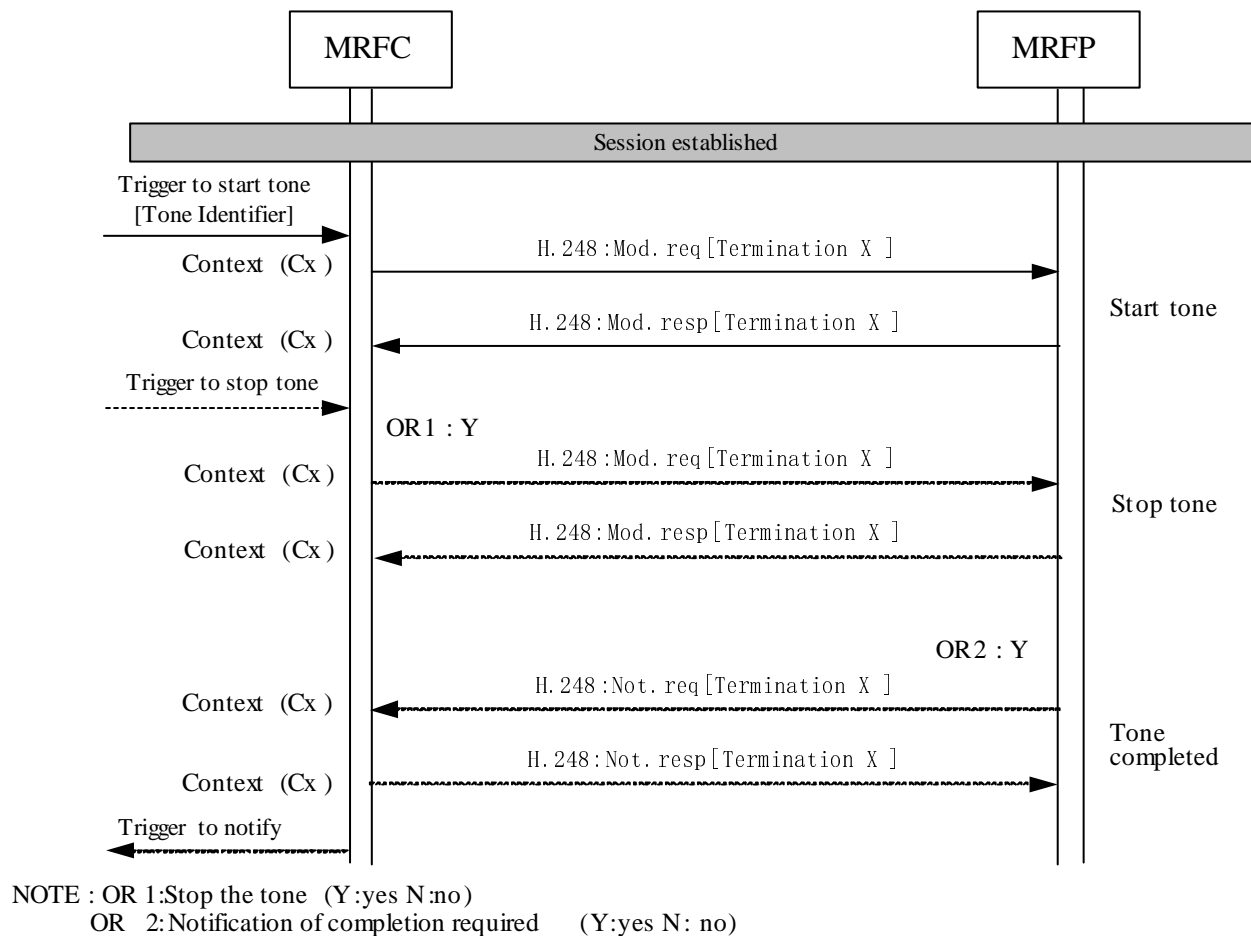 MRFC
MRFP
Session established
Trigger to start tone
[Tone Identifier]
H.248:Mod.req[Termination X ]
Context (Cx )
Start tone
H.248:Mod.resp[Termination X ]
Context (Cx )
Trigger to stop tone
OR1 : Y
H.248:Mod.req[Termination X ]
Context (Cx )
Stop tone
H.248:Mod.resp[Termination X ]
Context (Cx )
OR2 : Y
H.248:Not.req[Termination X ]
Context (Cx )
Tone
completed
H.248:Not.resp[Termination X ]
Context (Cx )
Trigger to notify
NOTE : OR 1:Stop the tone (Y:yes N:no)
OR 2:Notification of completion required (Y:yes N: no)